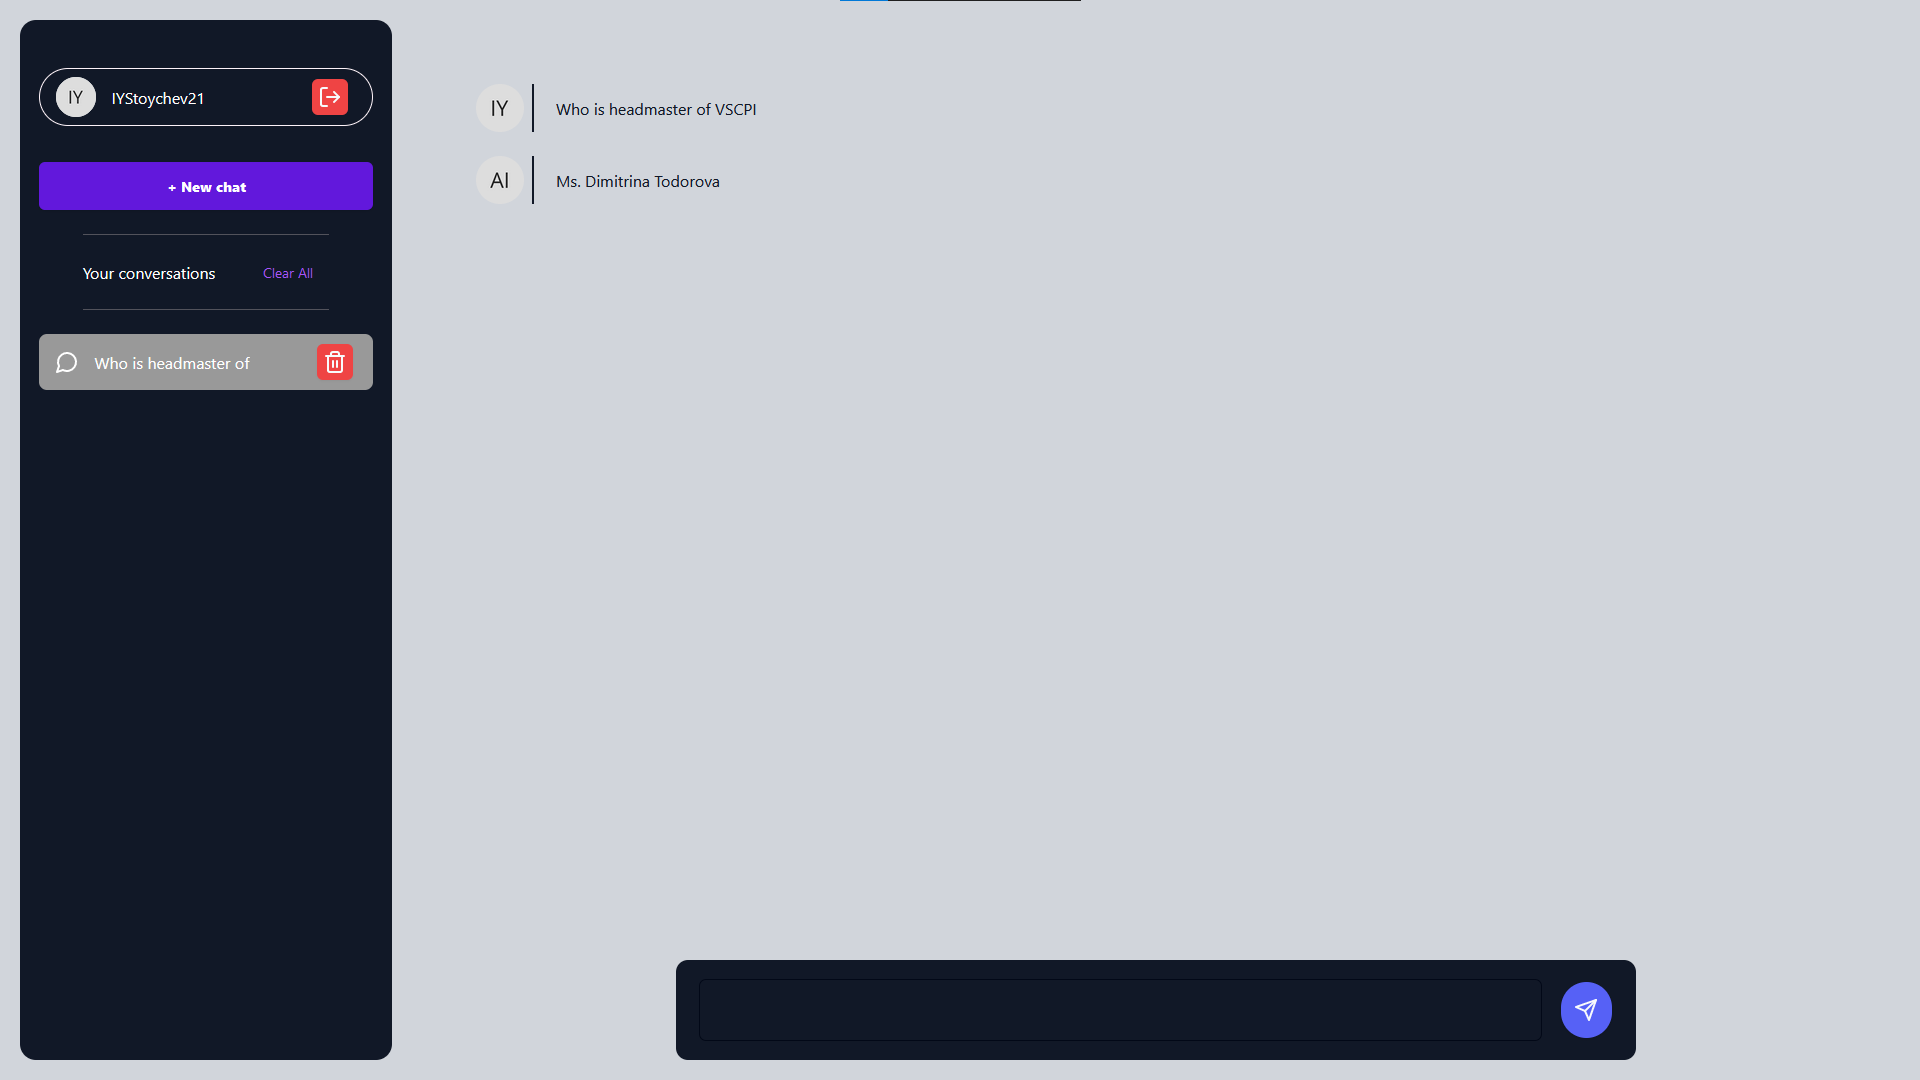 IY
IYStoychev21
+ New chat
Your conversations
Clear All
Who is headmaster of
IY
Who is headmaster of VSCPI
AI
Ms. Dimitrina Todorova